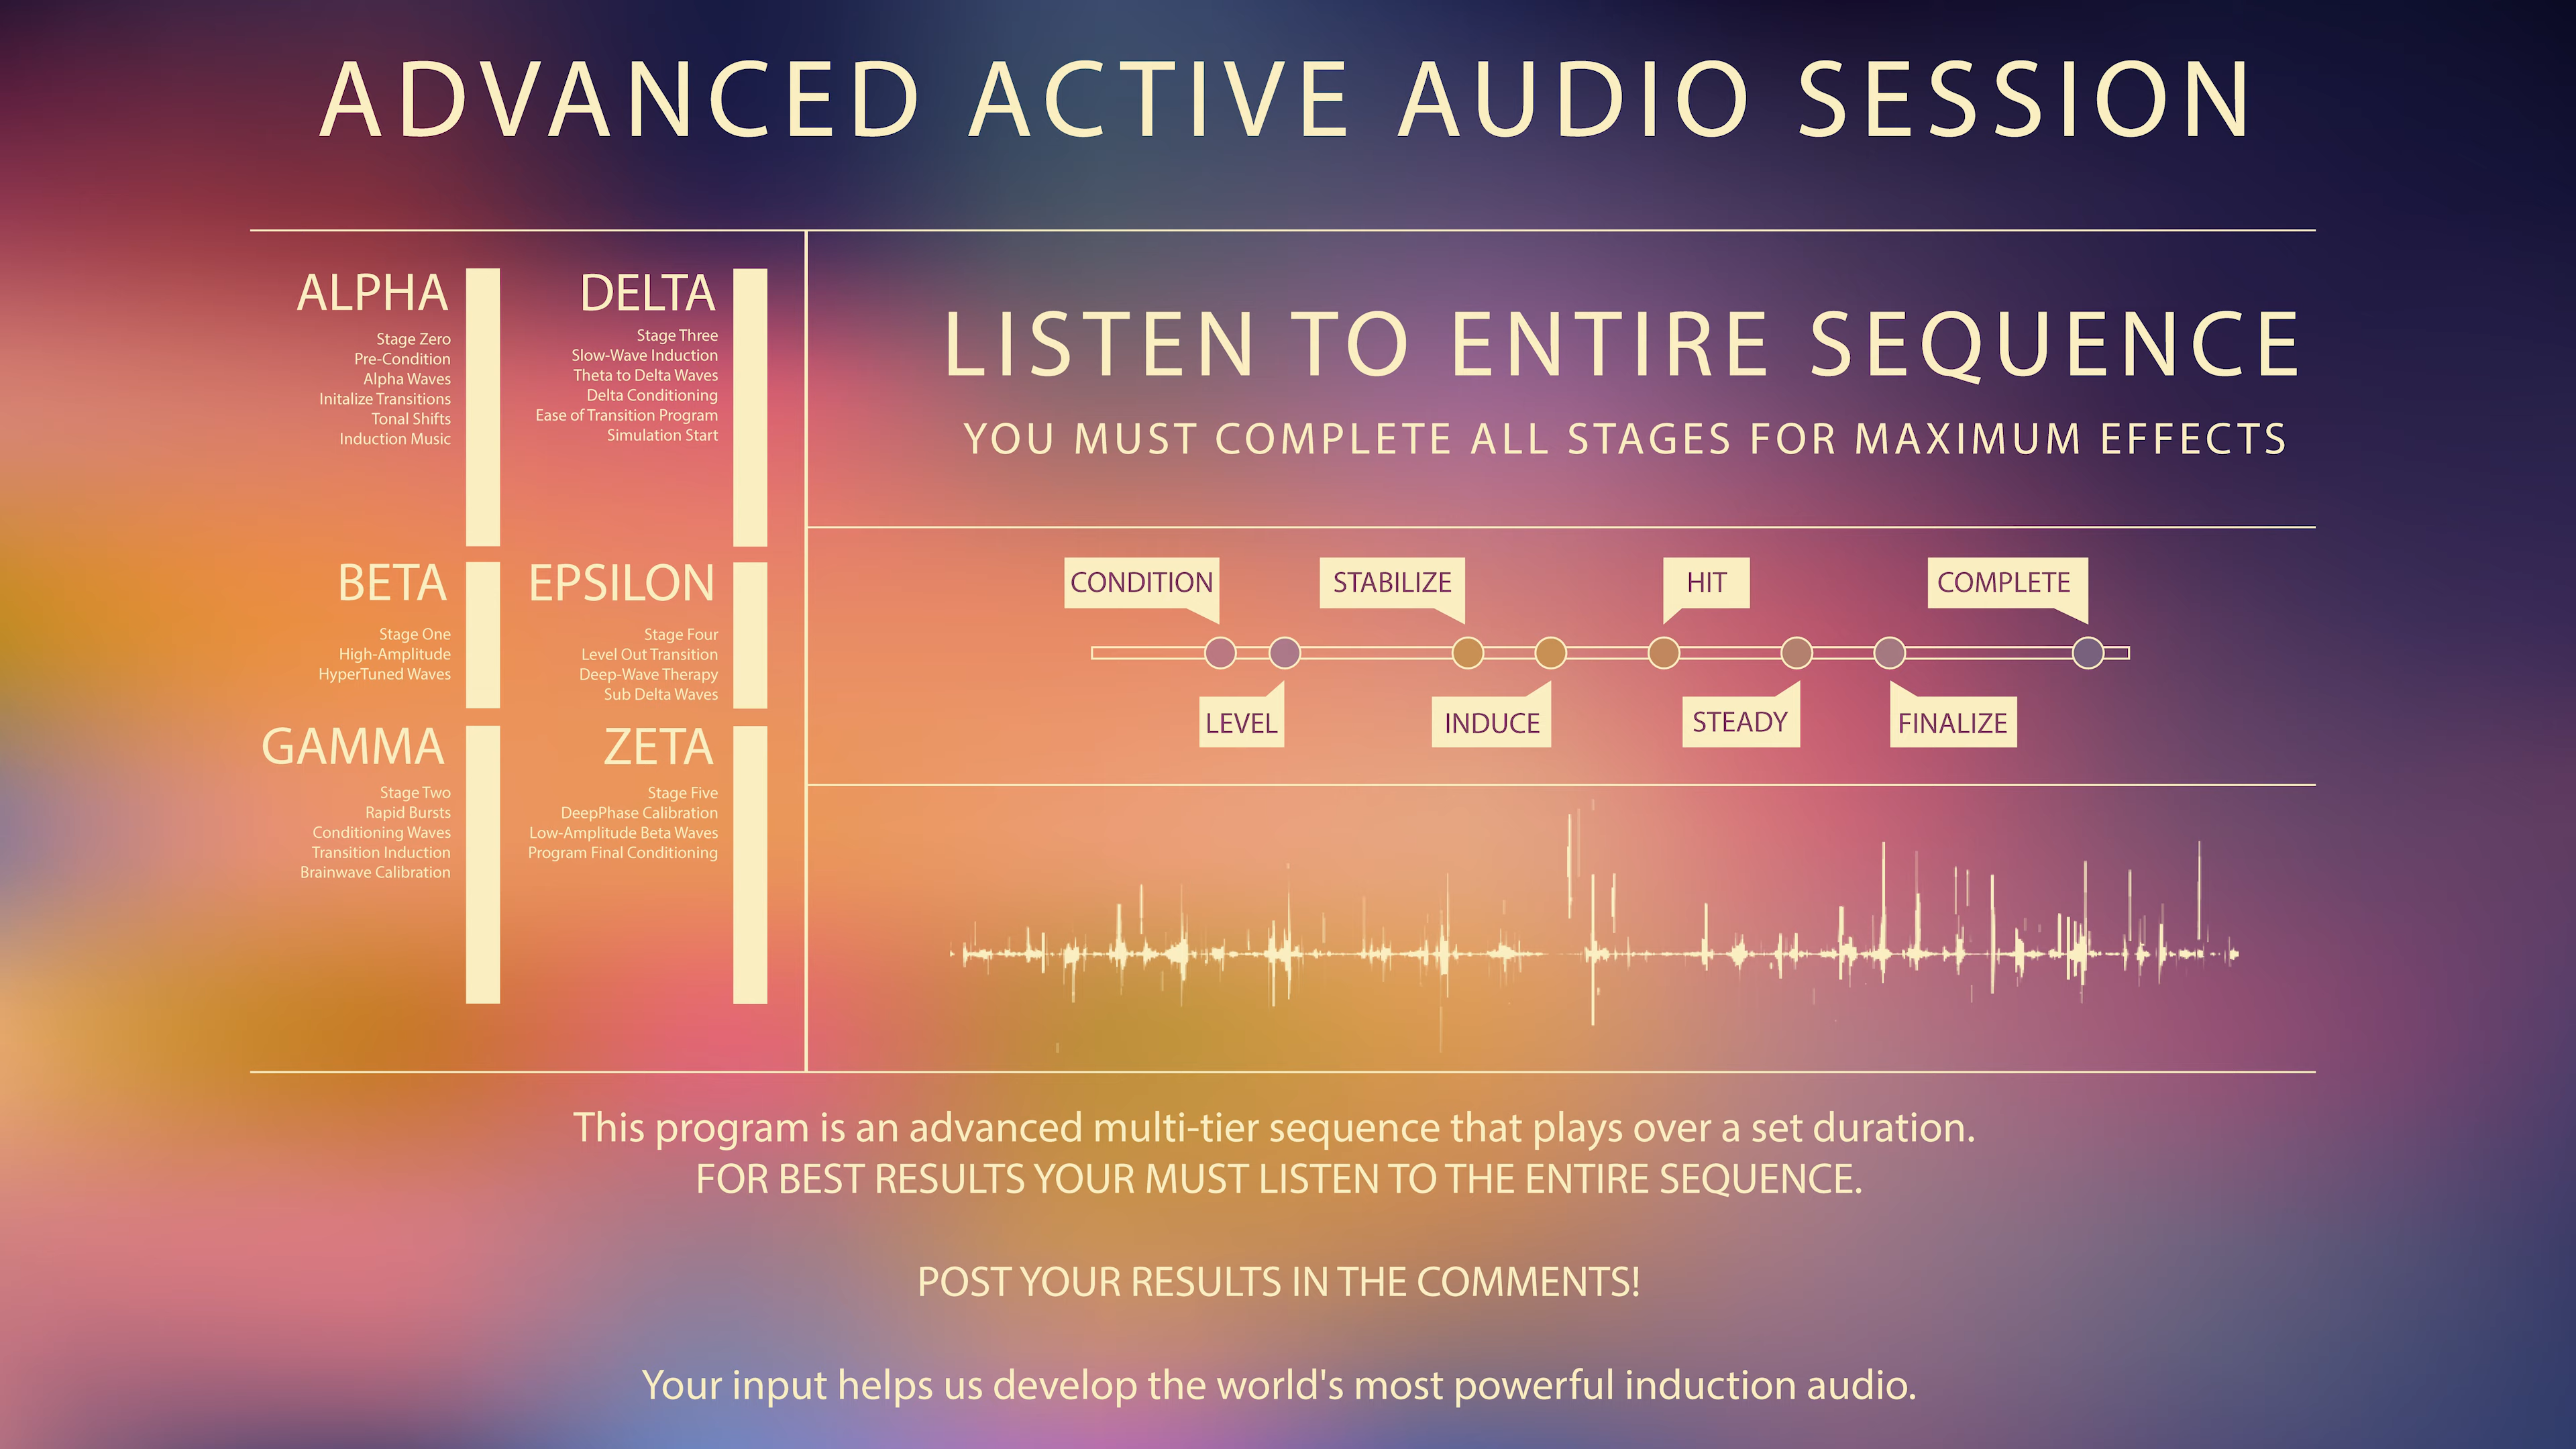 ADVANCED ACTIVE AUDIO SESSION
ALPHA
Stage Zero
Pre-Condition
Alpha Waves
Initalize Transitions
Tonal Shifts
Induction Music
DELTA
Stage Three
Slow-Wave Induction
Theta to Delta Waves
Delta Conditioning
Ease of Transition Program
Simulation Start
BETA
Stage One
High-Amplitude
HyperTuned Waves
EPSILON
Stage Four
Level Out Transition
Deep-Wave Therapy
Sub Delta Waves
GAMMA
Stage Two
Rapid Bursts
Conditioning Waves
Transition Induction
Brainwave Calibration
ZETA
Stage Five
DeepPhase Calibration
Low-Amplitude Beta Waves
Program Final Conditioning
LISTEN TO ENTIRE SEQUENCE
YOU MUST COMPLETE ALL STAGES FOR MAXIMUM EFFECTS
CONDITION
STABILIZE
HIT
COMPLETE
LEVEL
INDUCE
STEADY
FINALIZE
This program is an advanced multi-tier sequence that plays over a set duration.
FOR BEST RESULTS YOUR MUST LISTEN TO THE ENTIRE SEQUENCE.
POST YOUR RESULTS IN THE COMMENTS!
Your input helps us develop the world's most powerful induction audio.